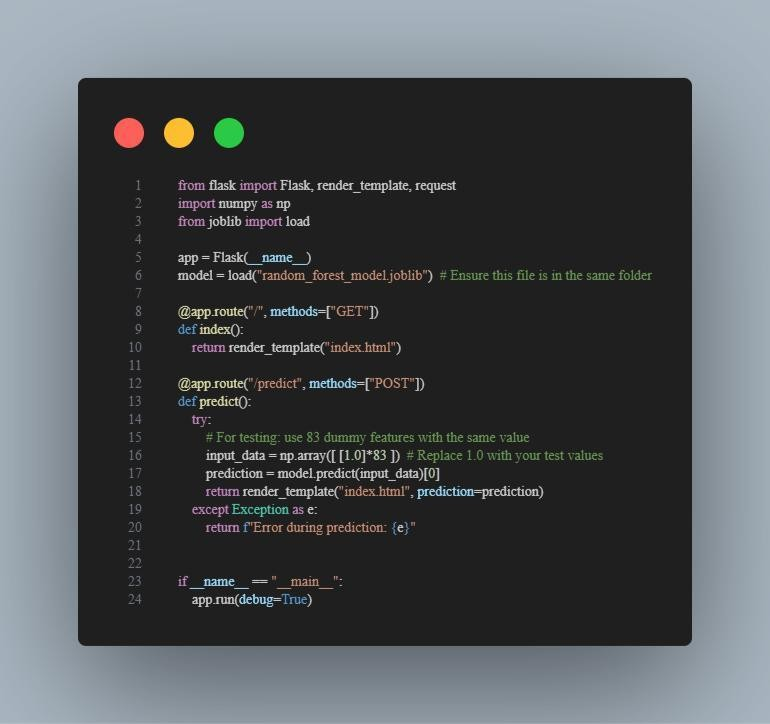 1 from flask import Flask, render_template, request
2 import numpy as np
3 from joblib import load
4
5 app = Flask(__name__)
6 model = load("random_forest_model.joblib")  # Ensure this file is in the same folder
7
8 @app.route("/", methods=["GET"])
9 def index():
10     return render_template("index.html")
11
12 @app.route("/predict", methods=["POST"])
13 def predict():
14     try:
15         # For testing: use 83 dummy features with the same value
16         input_data = np.array([ [1.0]*83 ])  # Replace 1.0 with your test values
17         prediction = model.predict(input_data)[0]
18         return render_template("index.html", prediction=prediction)
19     except Exception as e:
20         return f"Error during prediction: {e}"
21
22
23 if __name__ == "__main__":
24     app.run(debug=True)